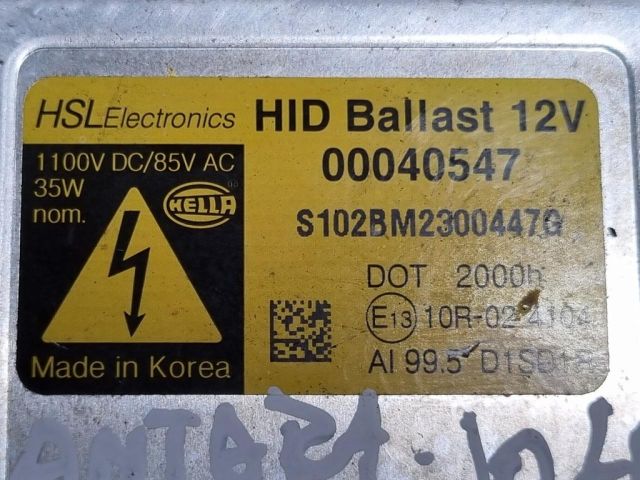 HSLElectronics HID Ballast 12V
1100V DC/85V AC
35W
nom.
HELLA
00040547
S102BM2300447G
DOT 2000h
E13 10R-02 4104
Made in Korea
AI 99.5